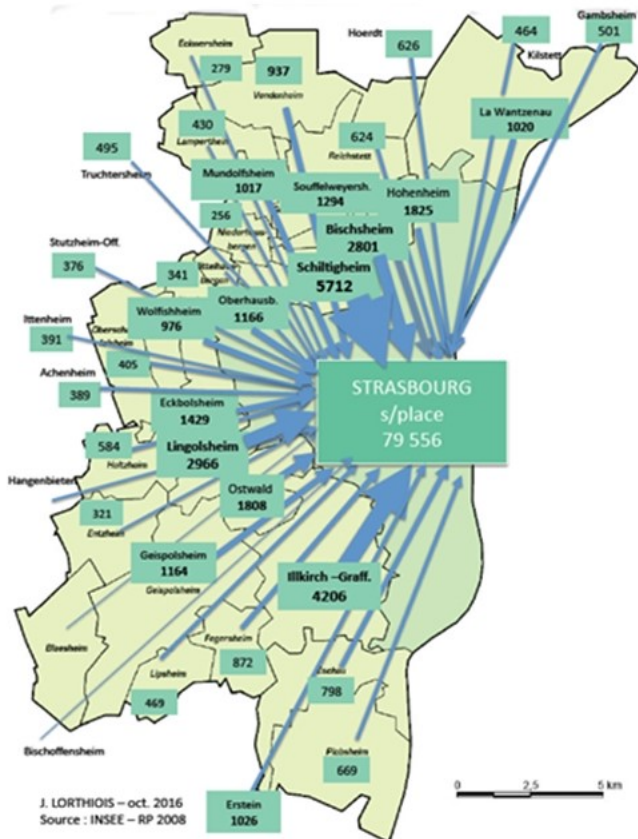 Gambsheim
501
464
Kilstett
Hoerdt
626
Eckwersheim
279
937
Vendenheim
La Wantzenau
1020
430
Lampertheim
624
Reichstett
495
Truchtersheim
Mundolfsheim
1017
Souffelweyersh.
1294
Hohenheim
1825
256
Bischsheim
2801
Stutzheim-Off.
376
341
Schiltigheim
5712
Oberhausb.
1166
Wolfishheim
976
Ittenheim
391
405
Achenheim
389
STRASBOURG
s/place
79 556
Eckbolsheim
1429
584
Holtzheim
Lingolsheim
2966
Hangenbieten
Ostwald
1808
321
Entzheim
Geispolsheim
1164
Geispolsheim
Illkirch –Graff.
4206
Blaesheim
Fegersheim
872
Lipsheim
469
Eschau
798
Bischoffensheim
Plobsheim
669
Erstein
1026
0 2,5 5 km
J. LORTHIOIS – oct. 2016
Source : INSEE – RP 2008